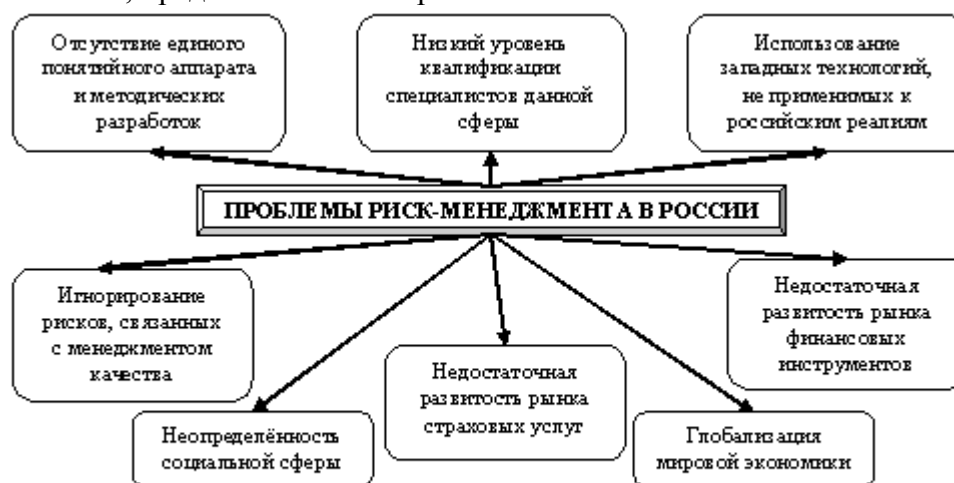 Отсутствие единого
понятийного аппарата
и методических
разработок
Низкий уровень
квалификации
специалистов данной
сферы
Использование
западных технологий,
не применимых к
российским реалиям
ПРОБЛЕМЫ РИСК-МЕНЕДЖМЕНТА В РОССИИ
Игнорирование
рисков, связанных
с менеджментом
качества
Неопределённость
социальной сферы
Недостаточная
развитость рынка
страховых услуг
Глобализация
мировой экономики
Недостаточная
развитость рынка
финансовых
инструментов